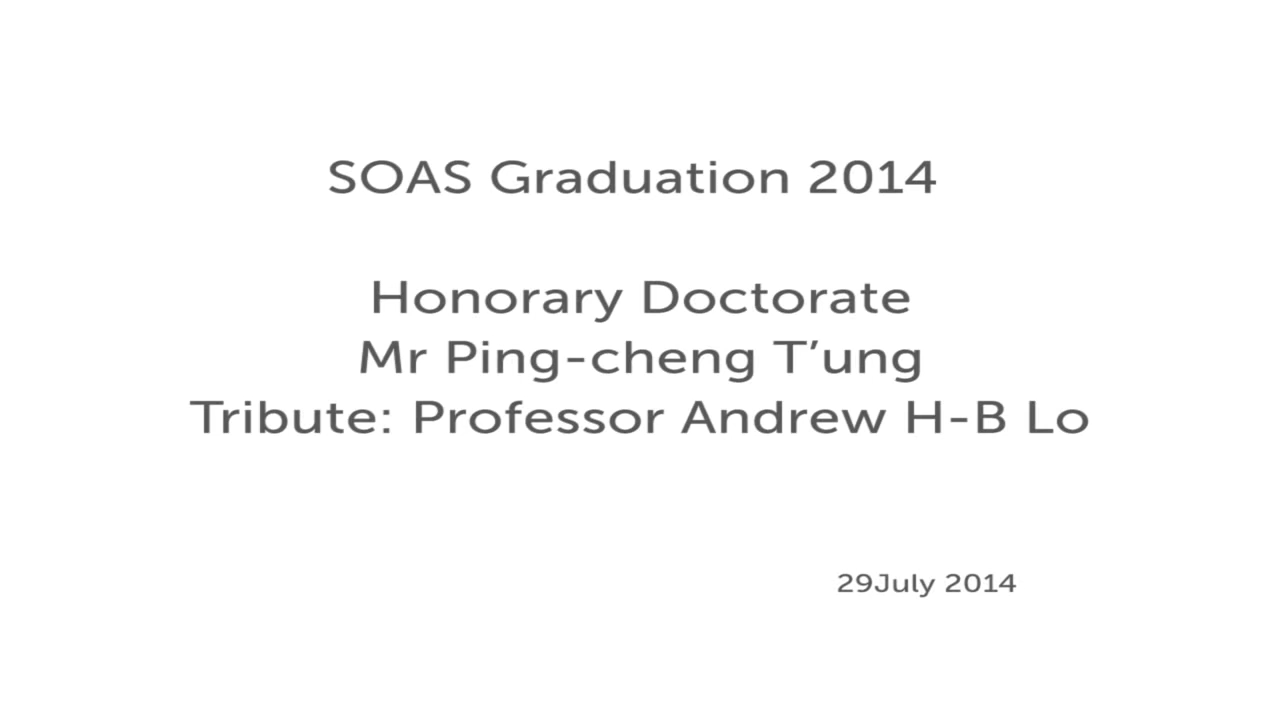 SOAS Graduation 2014
Honorary Doctorate
Mr Ping-cheng T’ung
Tribute: Professor Andrew H-B Lo
29July 2014